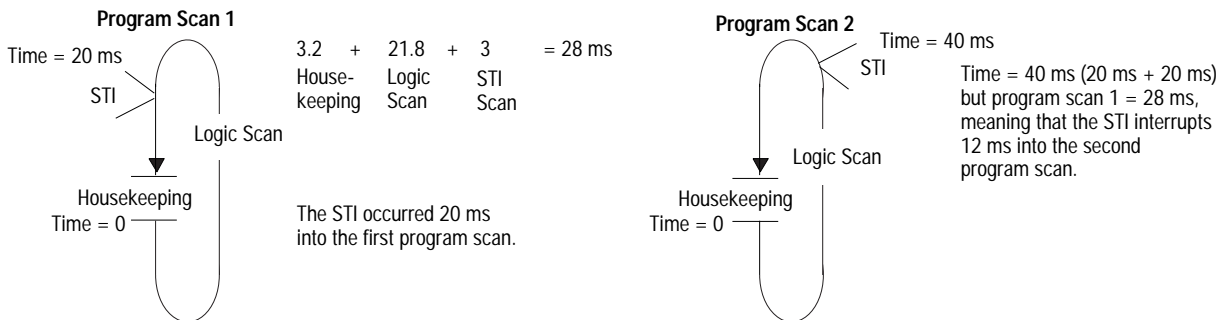 Program Scan 1
Time = 20 ms
STI
3.2 + 21.8 + 3 = 28 ms
House- Logic STI
keeping Scan Scan
Logic Scan
Housekeeping
Time = 0
The STI occurred 20 ms
into the first program scan.
Program Scan 2
Time = 40 ms
STI
Time = 40 ms (20 ms + 20 ms)
but program scan 1 = 28 ms,
meaning that the STI interrupts
12 ms into the second
program scan.
Logic Scan
Housekeeping
Time = 0